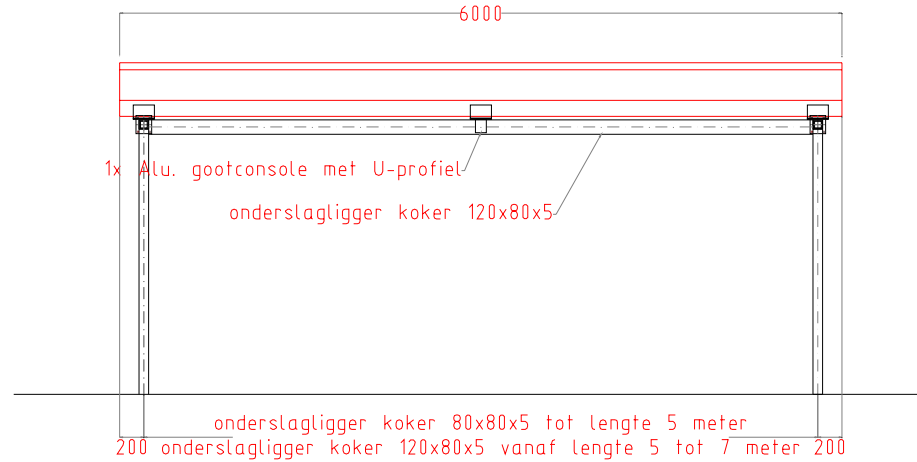 6000
1x Alu. gootconsole met U-profiel
onderslagligger koker 120x80x5
onderslagligger koker 80x80x5 tot lengte 5 meter
200 onderslagligger koker 120x80x5 vanaf lengte 5 tot 7 meter 200